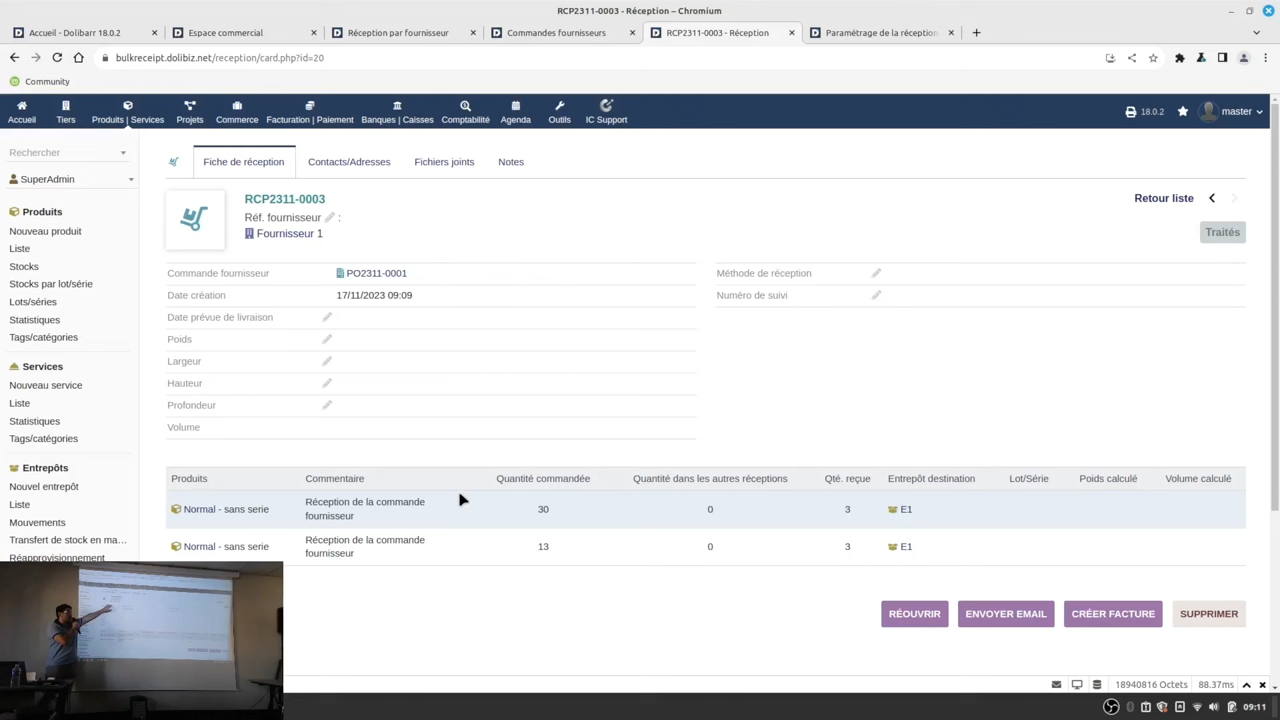 RCP2311-0003 - Réception – Chromium
Accueil - Dolibarr 18.0.2
Espace commercial
Réception par fournisseur
Commandes fournisseurs
RCP2311-0003 - Réception
Paramétrage de la réception
bulkreceipt.dolibiz.net/reception/card.php?id=20
Community
Accueil
Tiers
Produits | Services
Projets
Commerce
Facturation | Paiement
Banques | Caisses
Comptabilité
Agenda
Outils
IC Support
18.0.2
master
Rechercher
SuperAdmin
Produits
Nouveau produit
Liste
Stocks
Stocks par lot/série
Lots/séries
Statistiques
Tags/catégories
Services
Nouveau service
Liste
Statistiques
Tags/catégories
Entrepôts
Nouvel entrepôt
Liste
Mouvements
Transfert de stock en ma...
Réapprovisionnement
Fiche de réception
Contacts/Adresses
Fichiers joints
Notes
RCP2311-0003
Réf. fournisseur :
Fournisseur 1
Retour liste
Traités
Commande fournisseur PO2311-0001
Date création 17/11/2023 09:09
Date prévue de livraison
Poids
Largeur
Hauteur
Profondeur
Volume
Méthode de réception
Numéro de suivi
Produits Commentaire Quantité commandée Quantité dans les autres réceptions Qté. reçue Entrepôt destination Lot/Série Poids calculé Volume calculé
Normal - sans serie Réception de la commande fournisseur 30 0 3 E1
Normal - sans serie Réception de la commande fournisseur 13 0 3 E1
RÉOUVRIR
ENVOYER EMAIL
CRÉER FACTURE
SUPPRIMER
18940816 Octets
88.37ms
09:11